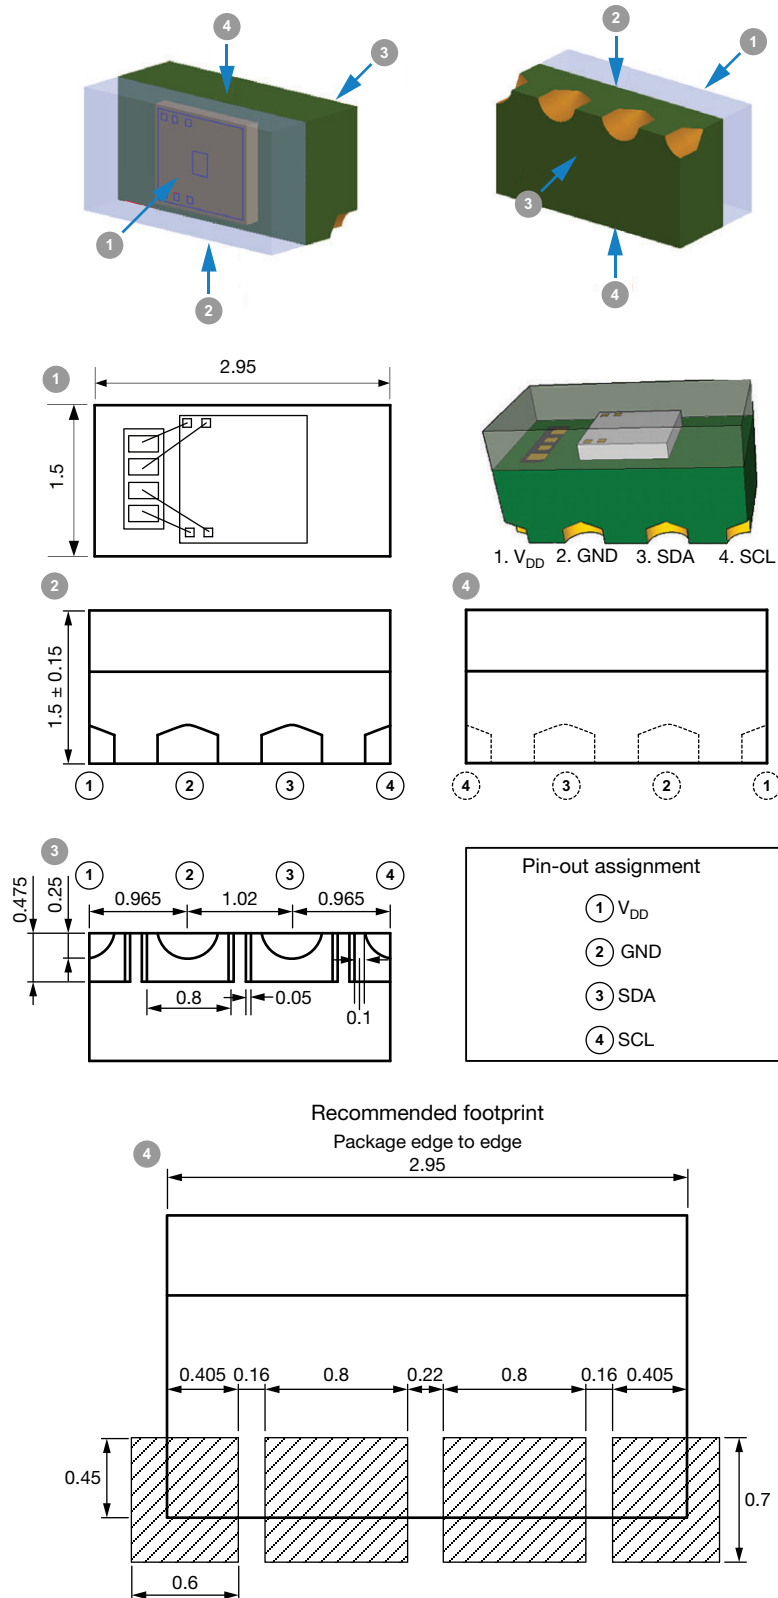 4
3
1
2
2
1
3
4
1
2.95
1.5
1. VDD 2. GND 3. SDA 4. SCL
2
1.5 ± 0.15
1 2 3 4
4
4 3 2 1
3
1 2 3 4
0.475
0.25
0.965 1.02 0.965
0.8 0.05
0.1
Pin-out assignment
1 VDD
2 GND
3 SDA
4 SCL
Recommended footprint
Package edge to edge
4
2.95
0.405 0.16 0.8 0.22 0.8 0.16 0.405
0.45
0.7
0.6